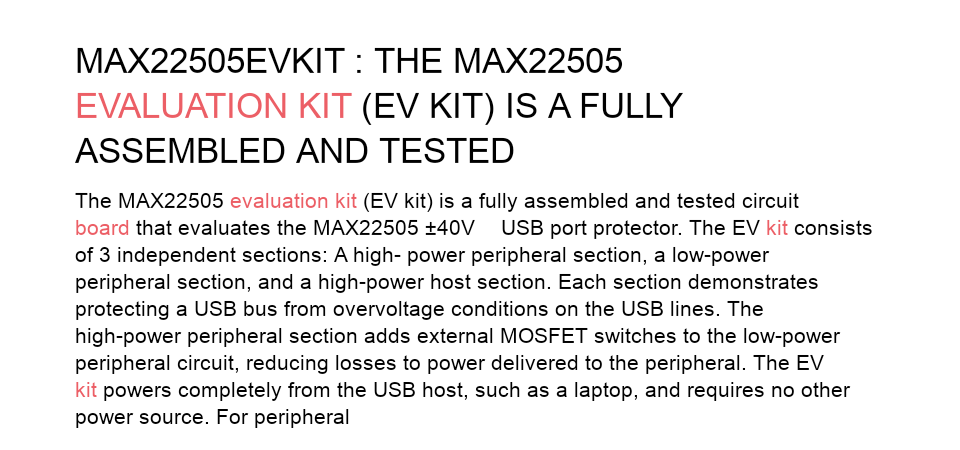 MAX22505EVKIT : THE MAX22505
EVALUATION KIT (EV KIT) IS A FULLY
ASSEMBLED AND TESTED
The MAX22505 evaluation kit (EV kit) is a fully assembled and tested circuit
board that evaluates the MAX22505 ±40V USB port protector. The EV kit consists
of 3 independent sections: A high- power peripheral section, a low-power
peripheral section, and a high-power host section. Each section demonstrates
protecting a USB bus from overvoltage conditions on the USB lines. The
high-power peripheral section adds external MOSFET switches to the low-power
peripheral circuit, reducing losses to power delivered to the peripheral. The EV
kit powers completely from the USB host, such as a laptop, and requires no other
power source. For peripheral